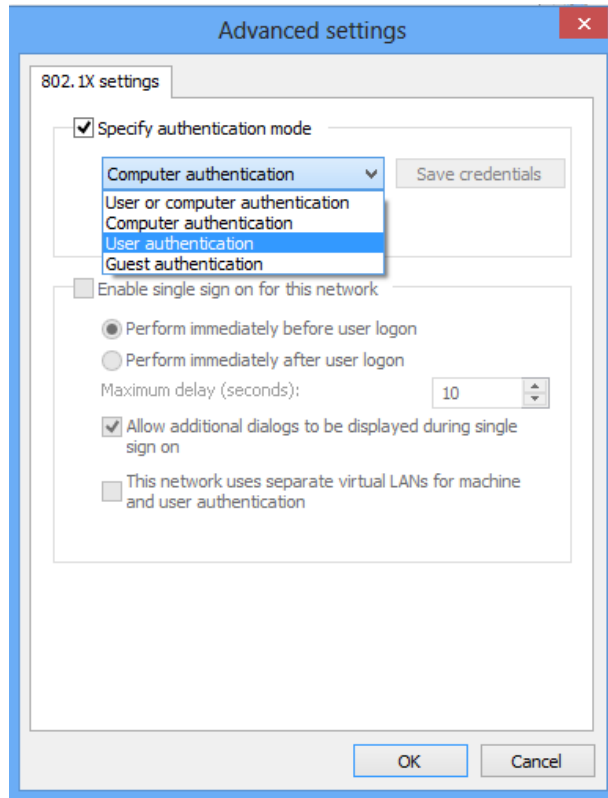 Advanced settings
802.1X settings
Specify authentication mode
Computer authentication
Save credentials
User or computer authentication
Computer authentication
User authentication
Guest authentication
Enable single sign on for this network
Perform immediately before user logon
Perform immediately after user logon
Maximum delay (seconds):
10
Allow additional dialogs to be displayed during single
sign on
This network uses separate virtual LANs for machine
and user authentication
OK
Cancel